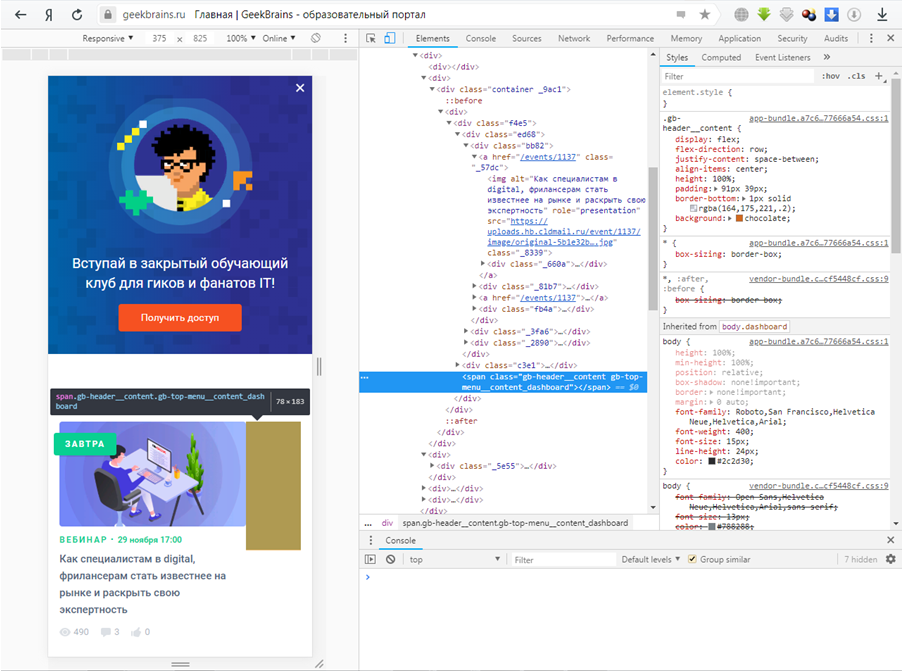 geekbrains.ru Главная | GeekBrains - образовательный портал
Responsive ▼ 375 x 825 100% ▼ Online ▼
Elements Console Sources Network Performance Memory Application Security Audits
Вступай в закрытый обучающий
клуб для гиков и фанатов IT!
Получить доступ
span.gb-header__content.gb-top-menu__content_dash
board
78 × 183
ЗАВТРА
ВЕБИНАР · 29 ноября 17:00
Как специалистам в digital,
фрилансерам стать известнее на
рынке и раскрыть свою
экспертность
490 3 0
▼<div>
<div></div>
▼<div>
▼<div class="container _9ac1">
::before
▼<div>
▼<div class="f4e5">
▼<div class="ed68">
▼<div class="bb82">
▼<a href="/events/1137" class=
"_57dc">
<img alt="Как специалистам в
digital, фрилансерам стать
известнее на рынке и раскрыть свою
экспертность" role="presentation"
src="https://
uploads.hb.cldmail.ru/event/1137/
image/original-5b1e32b….jpg"
class="_8339">
▶<div class="_660a">…</div>
</a>
▶<div class="_81b7">…</div>
▶<a href="/events/1137">…</a>
▶<div class="fb4a">…</div>
</div>
▶<div class="_3fa6">…</div>
▶<div class="_2890">…</div>
</div>
▶<div class="c3e1">…</div>
… <span class="gb-header__content gb-top-
menu__content_dashboard"></span> == $0
</div>
</div>
::after
</div>
</div>
▼<div>
▶<div class="_5e55">…</div>
</div>
▶<div>…</div>
▶<div>…</div>
</div>
… div span.gb-header__content.gb-top-menu__content_dashboard
Styles Computed Event Listeners »
Filter :hov .cls +
element.style {
}
.gb- app-bundle.a7c6…77666a54.css:1
header__content {
display: flex;
flex-direction: row;
justify-content: space-between;
align-items: center;
height: 100%;
padding:▶ 91px 39px;
border-bottom:▶ 1px solid
rgba(164,175,221,.2);
background:▶ chocolate;
}
* { app-bundle.a7c6…77666a54.css:1
box-sizing: border-box;
}
*, :after, vendor-bundle.c…cf5448cf.css:9
:before {
box-sizing: border-box;
}
Inherited from body.dashboard
body { app-bundle.a7c6…77666a54.css:1
height: 100%;
min-height: 100%;
position: relative;
box-shadow: none!important;
border:▶ none!important;
margin:▶ 0 auto;
font-family: Roboto,San Francisco,Helvetica
Neue,Helvetica,Arial;
font-weight: 400;
font-size: 15px;
line-height: 24px;
color: #2c2d30;
}
body { vendor-bundle.c…cf5448cf.css:9
font-family: Open Sans,Helvetica
Neue,Helvetica,Arial,sans-serif;
font-size: 13px;
color: #788288;
Console
top ▼ Filter Default levels ▼ Group similar 7 hidden